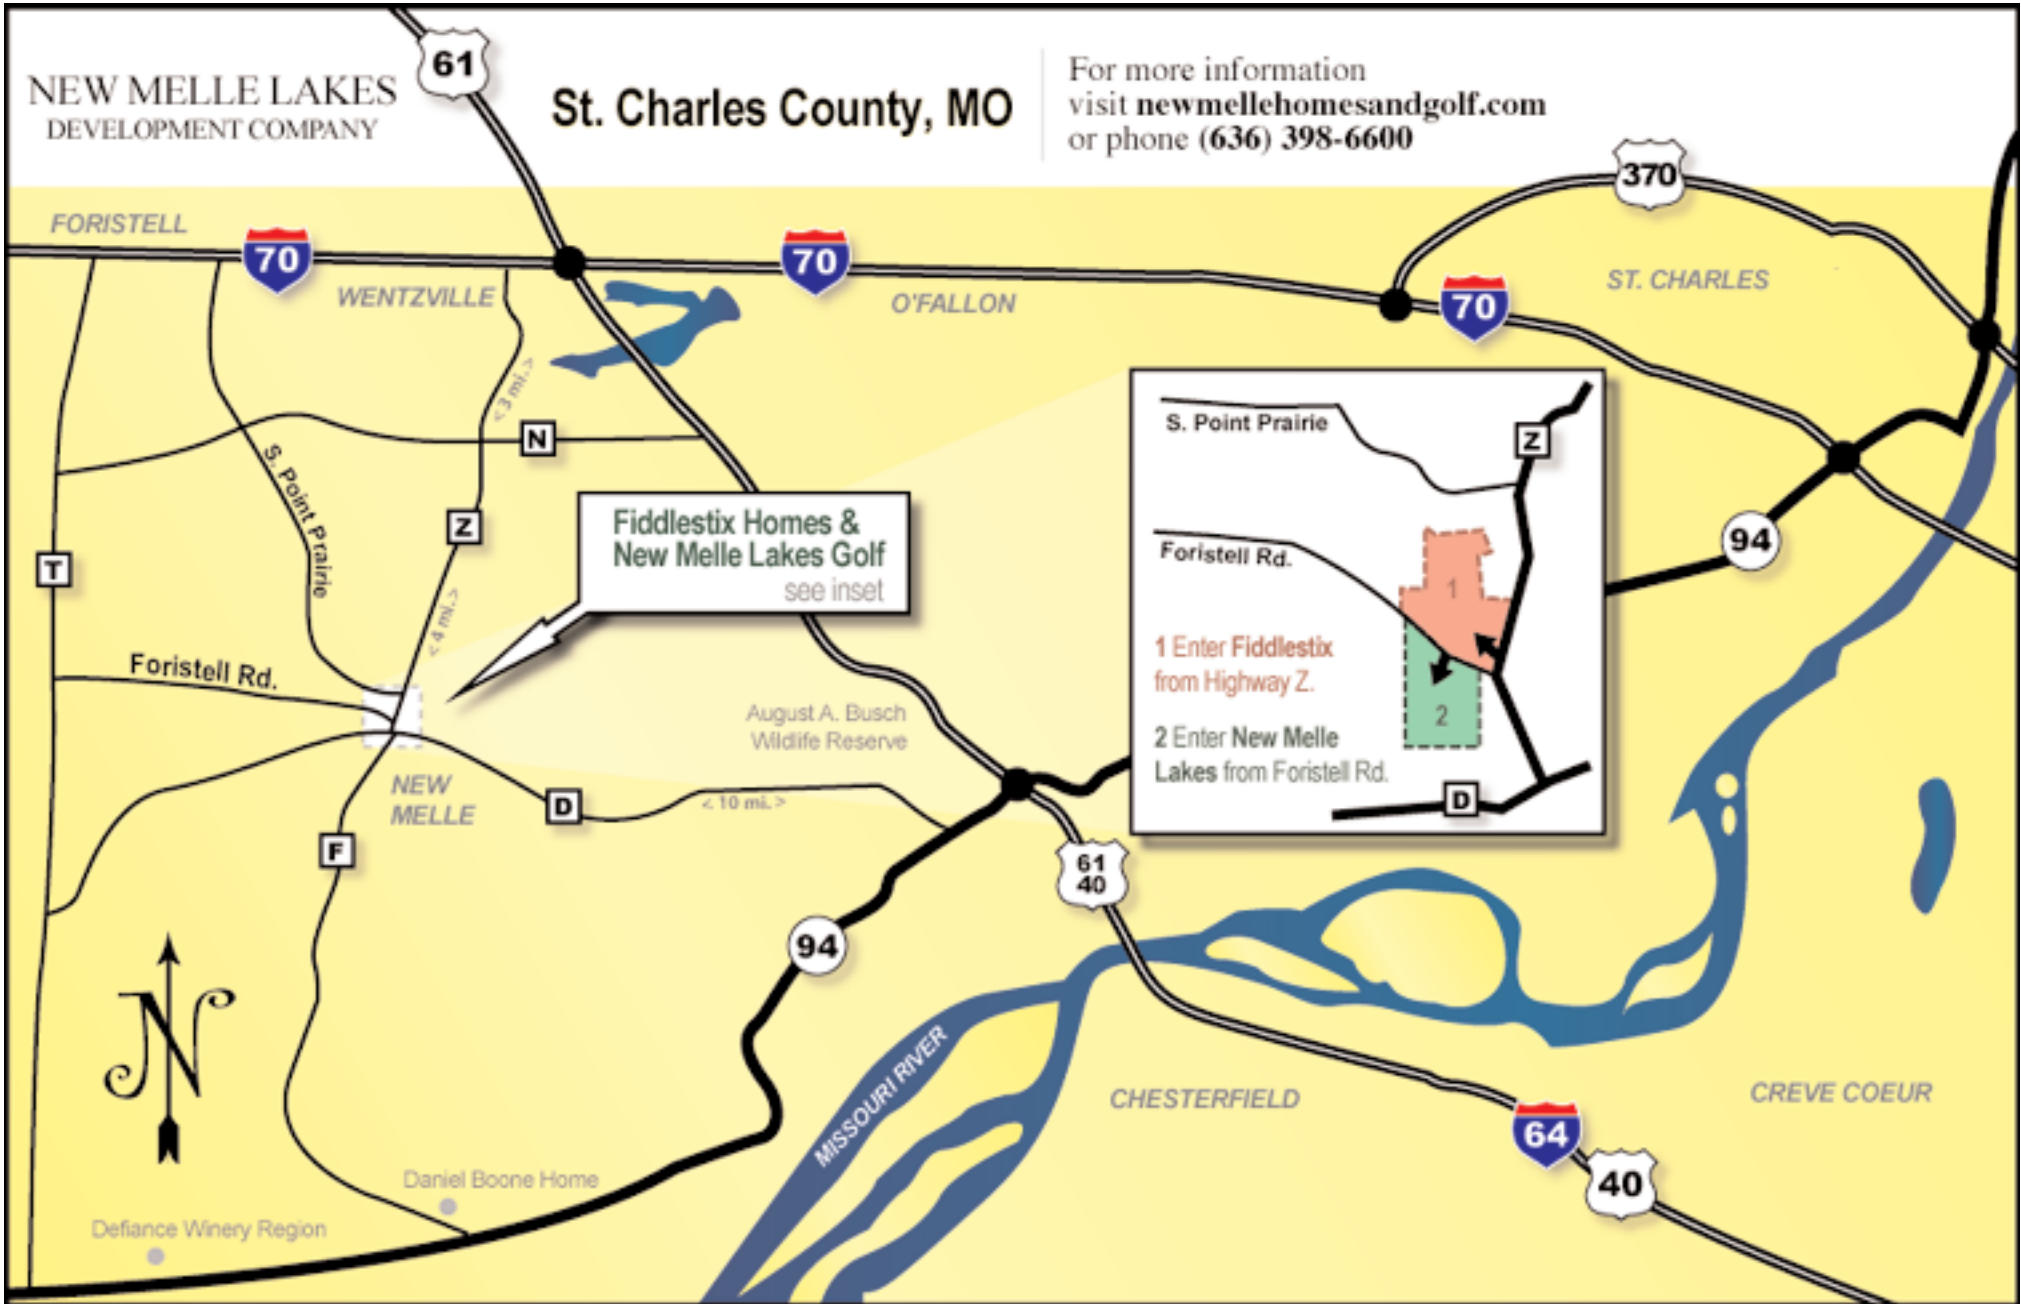 NEW MELLE LAKES
DEVELOPMENT COMPANY
61
St. Charles County, MO
For more information
visit newmellehomesandgolf.com
or phone (636) 398-6600
370
FORISTELL
70
WENTZVILLE
70
O'FALLON
70
ST. CHARLES
< 3 mi. >
N
S. Point Prairie
Z
T
< 4 mi. >
Foristell Rd.
Fiddlestix Homes &
New Melle Lakes Golf
see inset
S. Point Prairie
Z
Foristell Rd.
1
1 Enter Fiddlestix
from Highway Z.
2
2 Enter New Melle
Lakes from Foristell Rd.
D
94
August A. Busch
Wildlife Reserve
NEW
MELLE
D
< 10 mi. >
F
61
40
94
N
MISSOURI RIVER
CHESTERFIELD
CREVE COEUR
64
40
Daniel Boone Home
Defiance Winery Region